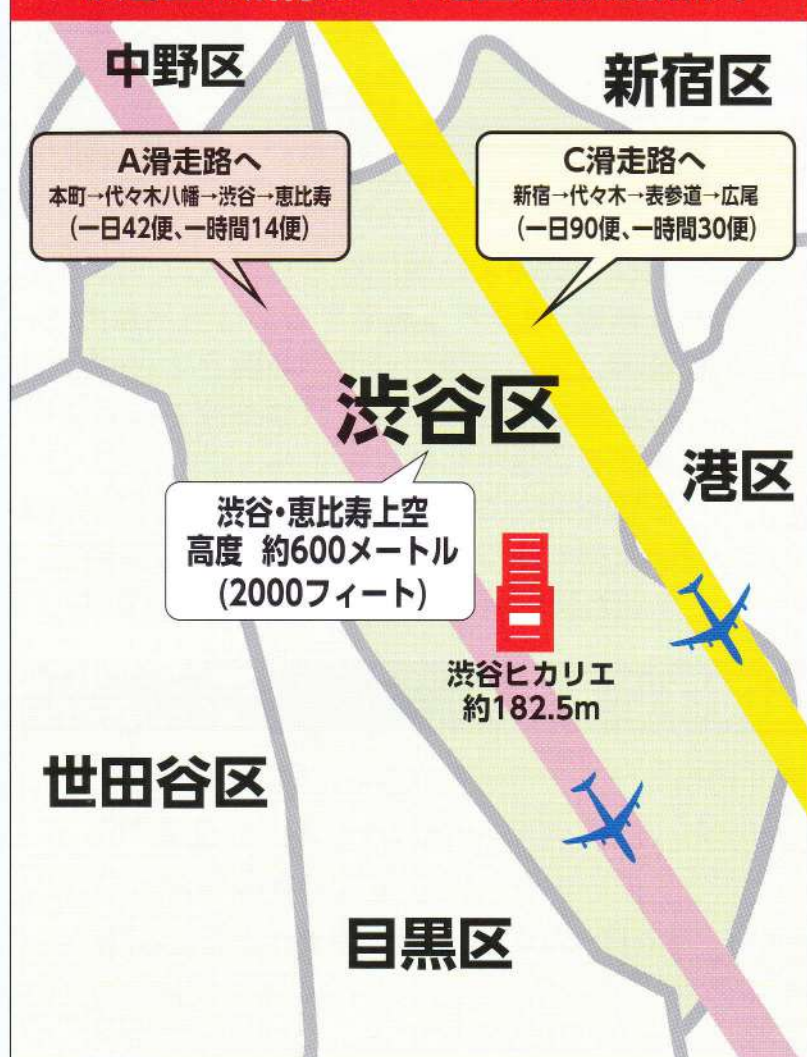 中野区
新宿区
A滑走路へ
本町→代々木八幡→渋谷→恵比寿
(一日42便、一時間14便)
C滑走路へ
新宿→代々木→表参道→広尾
(一日90便、一時間30便)
渋谷区
港区
渋谷・恵比寿上空
高度 約600メートル
(2000フィート)
渋谷ヒカリエ
約182.5m
世田谷区
目黒区